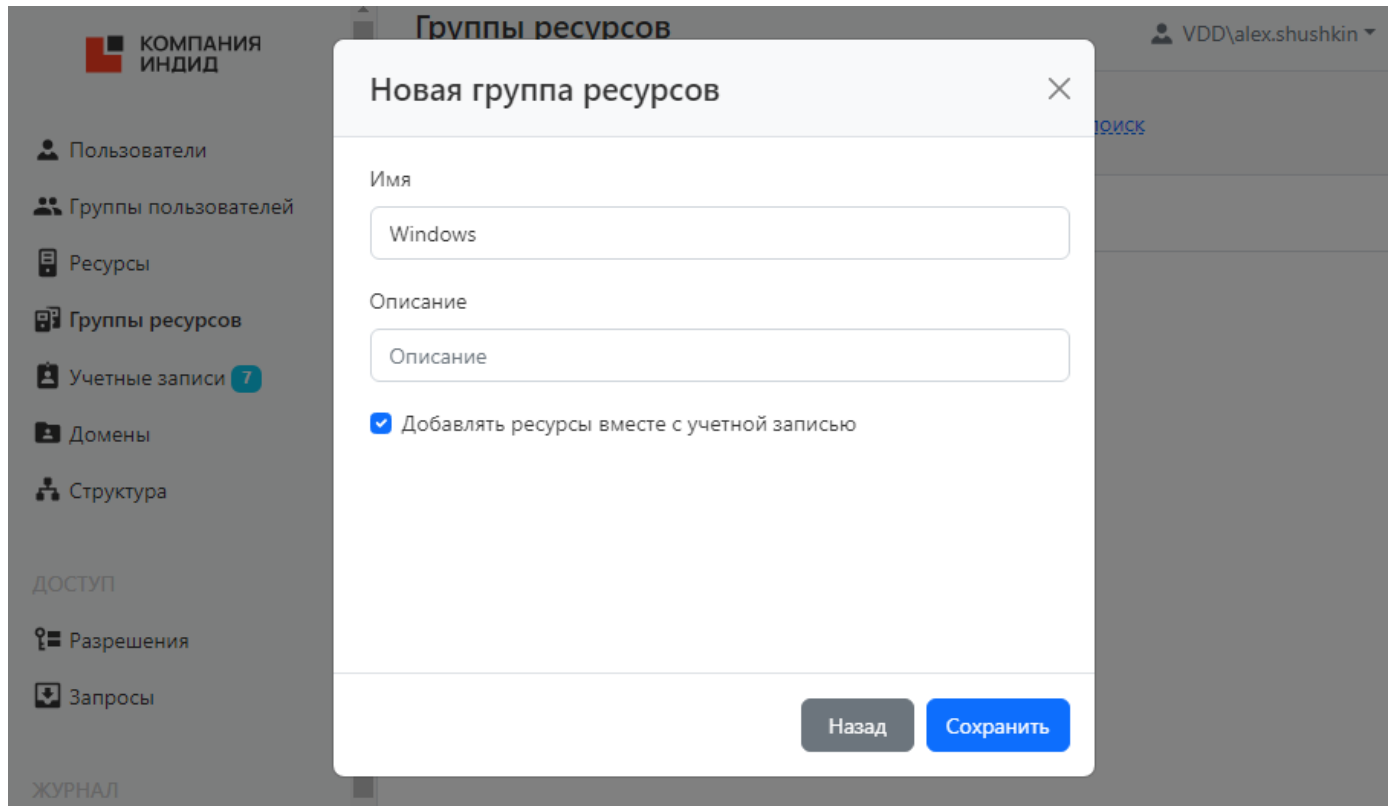 КОМПАНИЯ
ИНДИД
Группы ресурсов
VDD\alex.shushkin
Пользователи
Группы пользователей
Ресурсы
Группы ресурсов
Учетные записи 7
Домены
Структура
ДОСТУП
Разрешения
Запросы
ЖУРНАЛ
Новая группа ресурсов
Имя
Windows
Описание
Описание
Добавлять ресурсы вместе с учетной записью
Назад
Сохранить